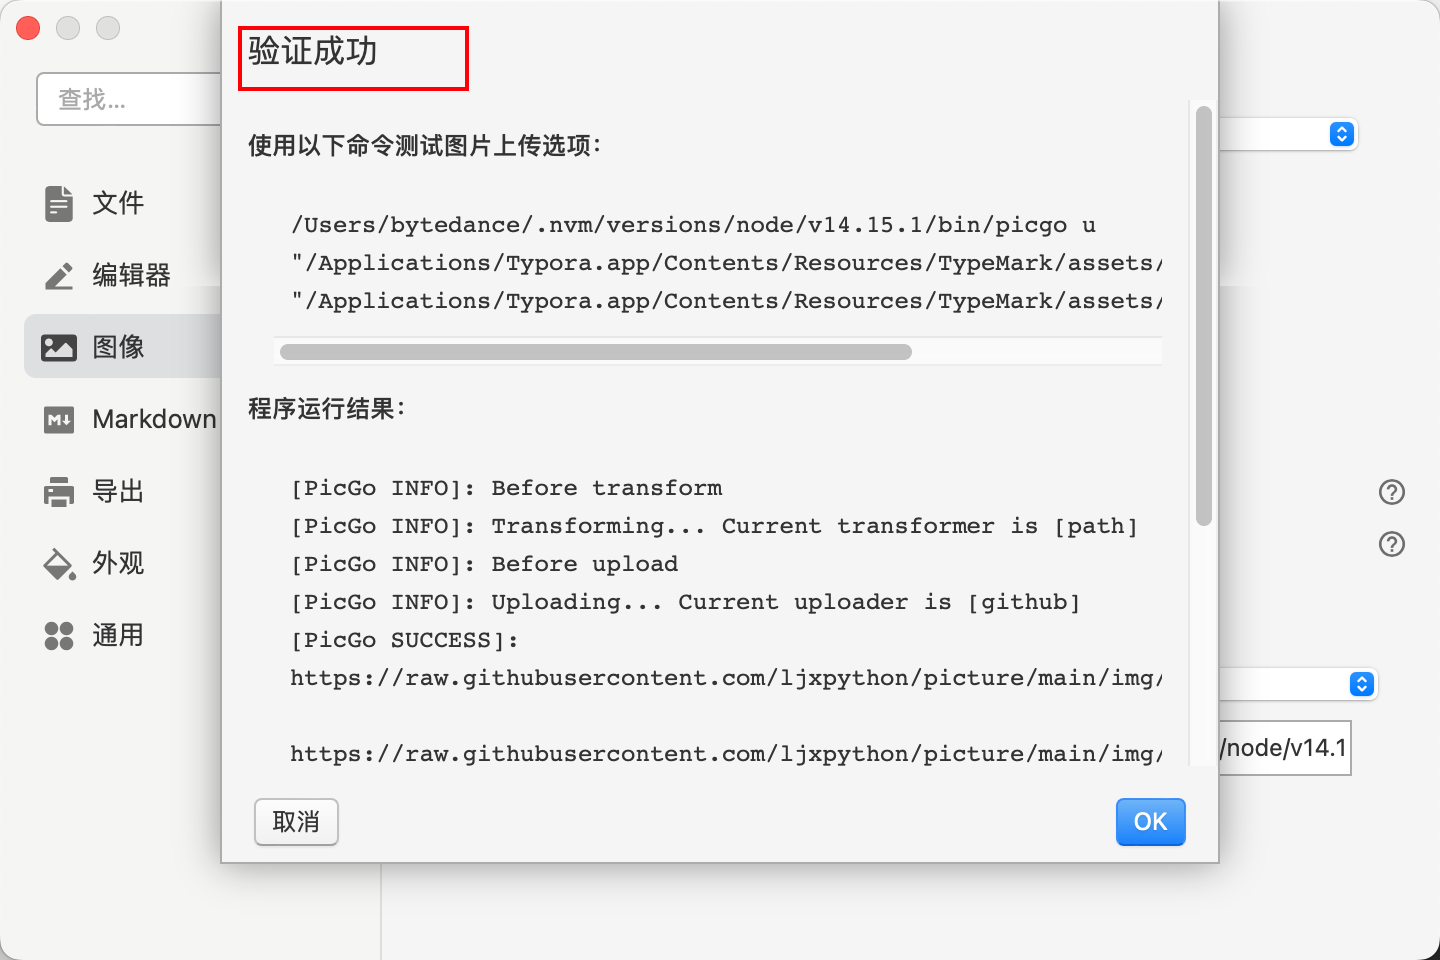 验证成功
查找...
使用以下命令测试图片上传选项：
文件
/Users/bytedance/.nvm/versions/node/v14.15.1/bin/picgo u
"/Applications/Typora.app/Contents/Resources/TypeMark/assets/
编辑器
"/Applications/Typora.app/Contents/Resources/TypeMark/assets/
图像
程序运行结果：
Markdown
[PicGo INFO]: Before transform
导出
[PicGo INFO]: Transforming... Current transformer is [path]
[PicGo INFO]: Before upload
外观
[PicGo INFO]: Uploading... Current uploader is [github]
[PicGo SUCCESS]:
通用
https://raw.githubusercontent.com/ljxpython/picture/main/img/
https://raw.githubusercontent.com/ljxpython/picture/main/img/
/node/v14.1
取消
OK